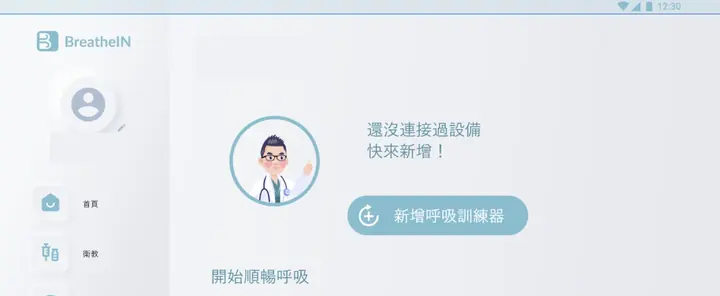 12:30
BreatheIN
還沒連接過設備
快來新增！
新增呼吸訓練器
首頁
衛教
開始順暢呼吸